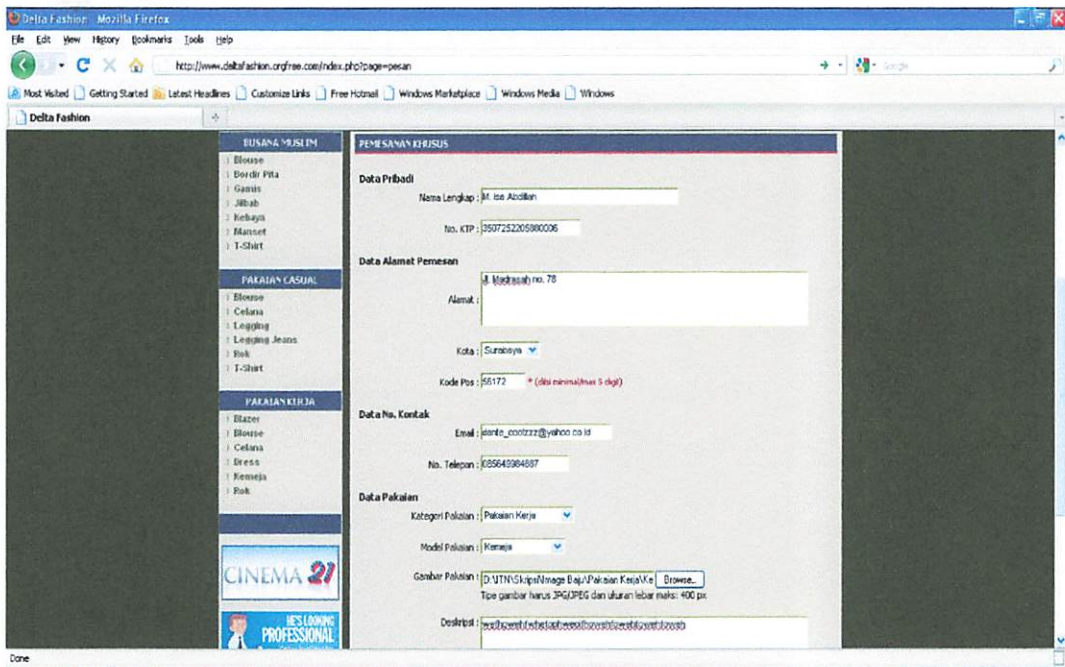 Delta Fashion - Mozilla Firefox
File Edit View History Bookmarks Tools Help
http://www.deltafashion.orgfree.com/index.php?page=pesan
Google
Most Visited Getting Started Latest Headlines Customize Links Free Hotmail Windows Marketplace Windows Media Windows
Delta Fashion
BUSANA MUSLIM
Blouse
Bordir Pita
Gamis
Jilbab
Kebaya
Manset
T-Shirt
PAKAIAN CASUAL
Blouse
Celana
Legging
Legging Jeans
Rok
T-Shirt
PAKAIAN KERJA
Blazer
Blouse
Celana
Dress
Kemeja
Rok
CINEMA 21
HE'S LOOKING
PROFESSIONAL
PEMESANAN KHUSUS
Data Pribadi
Nama Lengkap : M. Isa Abdillah
No. KTP : 3507252205880006
Data Alamat Pemesan
Alamat : Jl. Madrasah no. 78
Kota : Surabaya
Kode Pos : 55172 * (diisi minimal/max 5 digit)
Data No. Kontak
Email : dante_cootzzz@yahoo.co.id
No. Telepon : 085649984887
Data Pakaian
Kategori Pakaian : Pakaian Kerja
Model Pakaian : Kemeja
Gambar Pakaian : D:\ITN\Skripsi\Image Baju\Pakaian Kerja\Ke Browse...
Tipe gambar harus JPG/JPEG dan ukuran lebar maks: 400 px
Deskripsi :
Done